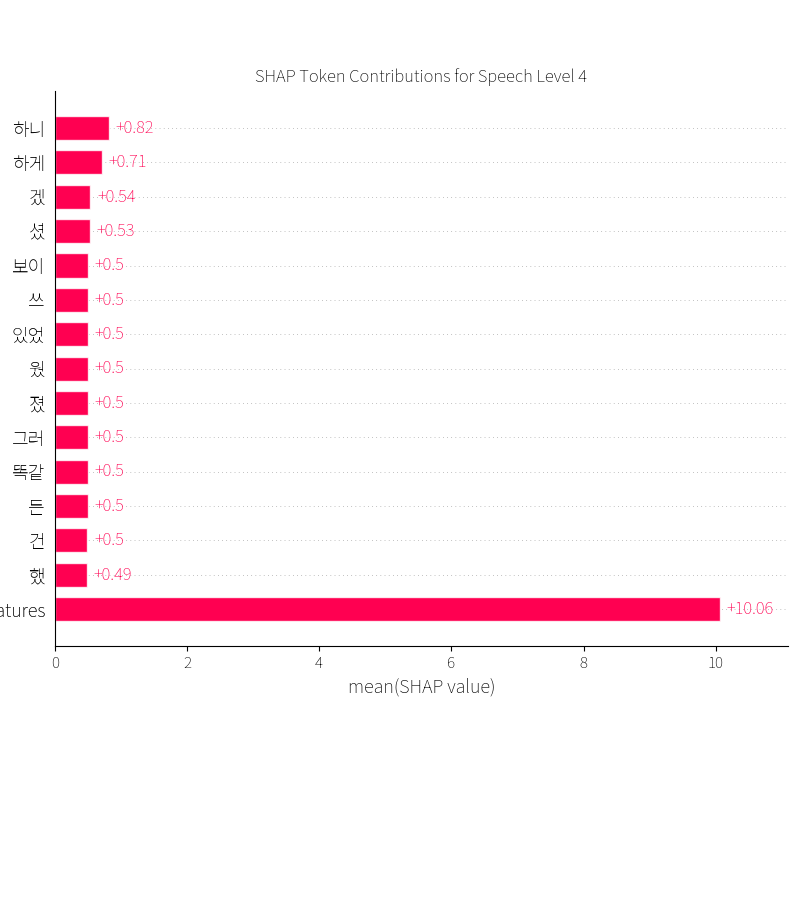 SHAP Token Contributions for Speech Level 4
하니 +0.82
하게 +0.71
겠 +0.54
셨 +0.53
보이 +0.5
쓰 +0.5
있었 +0.5
웠 +0.5
졌 +0.5
그러 +0.5
똑같 +0.5
든 +0.5
건 +0.5
했 +0.49
atures +10.06
0 2 4 6 8 10
mean(SHAP value)